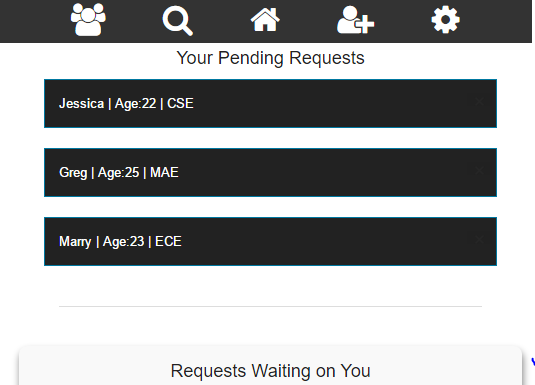 Your Pending Requests
Jessica | Age:22 | CSE
Greg | Age:25 | MAE
Marry | Age:23 | ECE
Requests Waiting on You